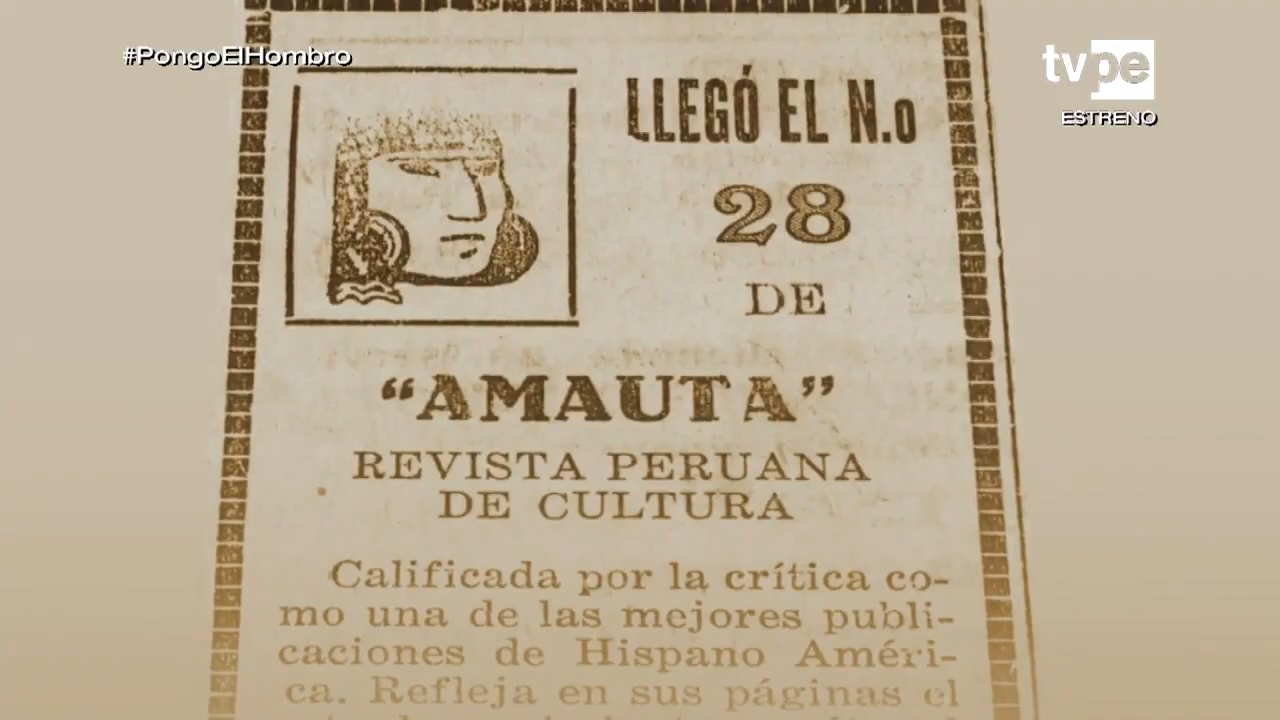 #PongoElHombro
tvpe
ESTRENO
LLEGÓ EL N.o
28
DE
“AMAUTA”
REVISTA PERUANA
DE CULTURA
Calificada por la crítica co-
mo una de las mejores publi-
caciones de Hispano Améri-
ca. Refleja en sus páginas el